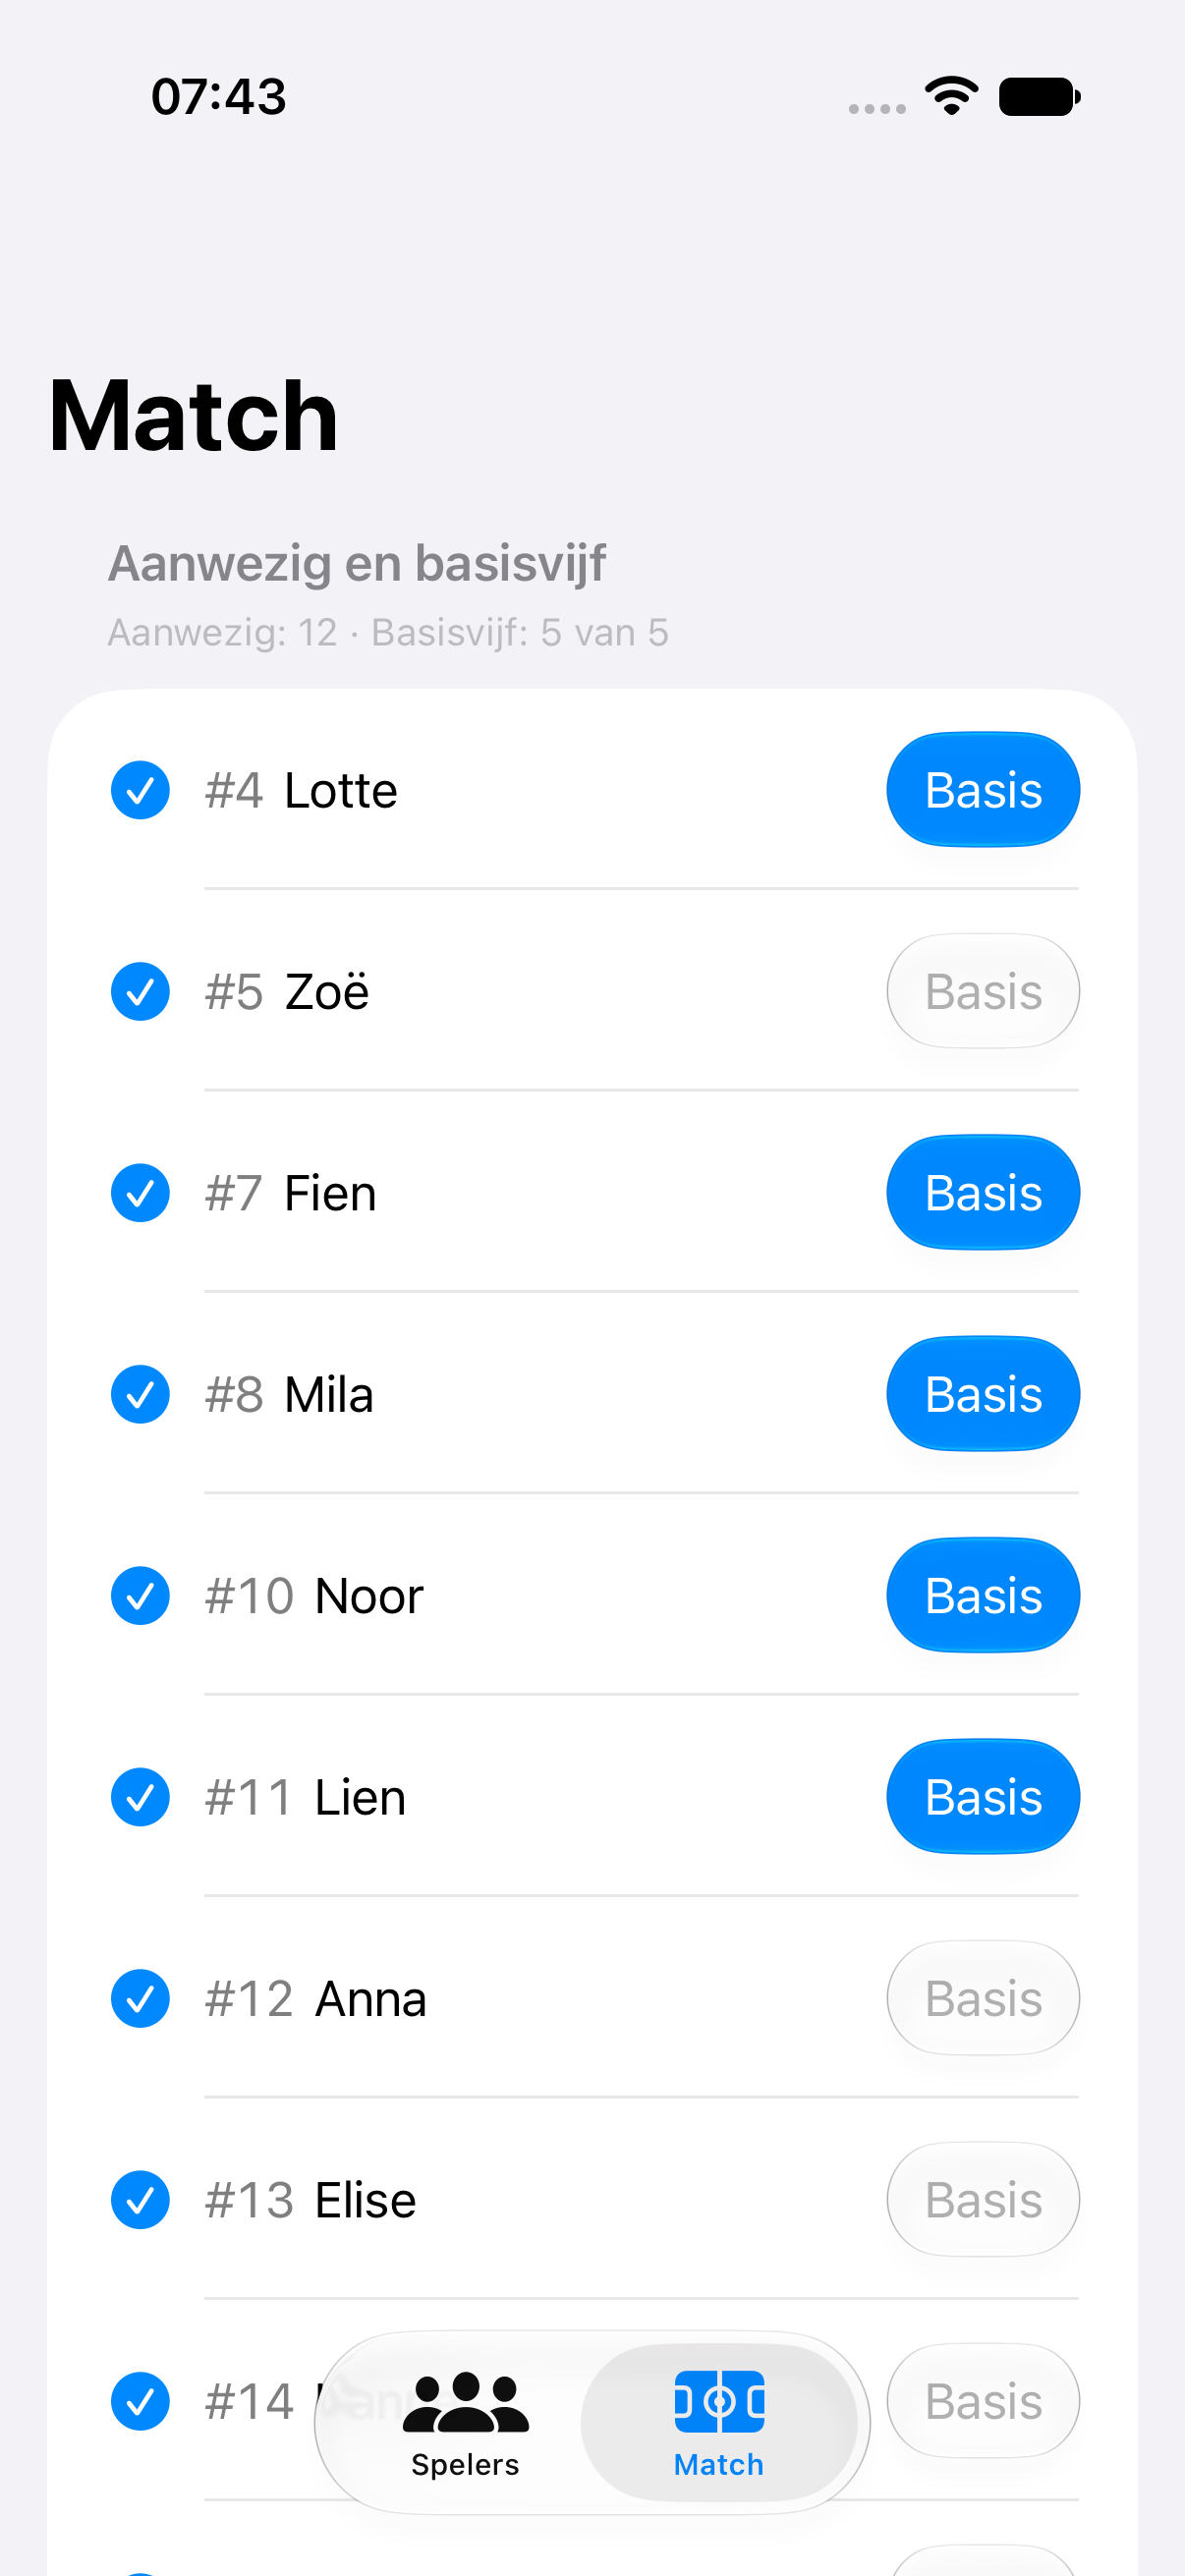 07:43
Match
Aanwezig en basisvijf
Aanwezig: 12 · Basisvijf: 5 van 5
#4 Lotte Basis
#5 Zoë Basis
#7 Fien Basis
#8 Mila Basis
#10 Noor Basis
#11 Lien Basis
#12 Anna Basis
#13 Elise Basis
#14 Basis
Spelers Match